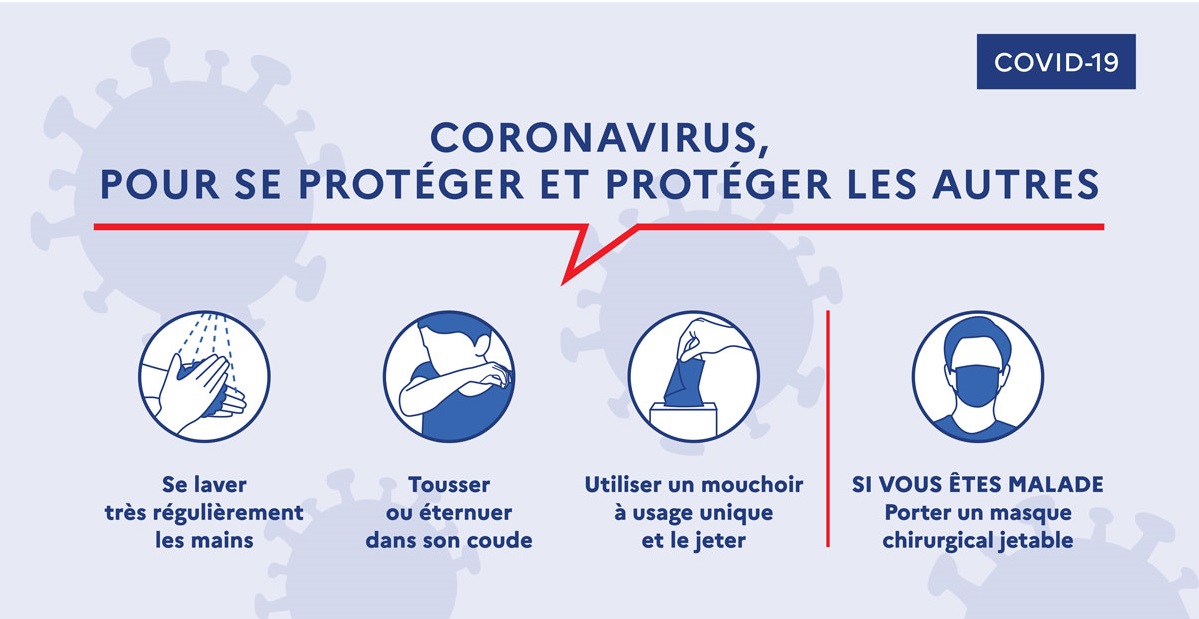 COVID-19
CORONAVIRUS,
POUR SE PROTÉGER ET PROTÉGER LES AUTRES
Se laver
très régulièrement
les mains
Tousser
ou éternuer
dans son coude
Utiliser un mouchoir
à usage unique
et le jeter
SI VOUS ÊTES MALADE
Porter un masque
chirurgical jetable